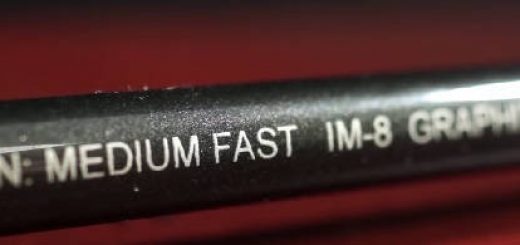 N: MEDIUM FAST IM-8 GRAPHI